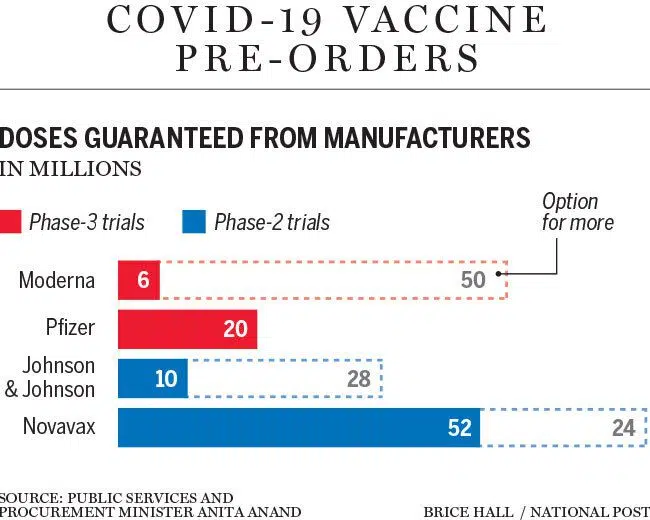 COVID-19 VACCINE
PRE-ORDERS
DOSES GUARANTEED FROM MANUFACTURERS
IN MILLIONS
Phase-3 trials
Phase-2 trials
Option
for more
Moderna
6
50
Pfizer
20
Johnson
& Johnson
10
28
Novavax
52
24
SOURCE: PUBLIC SERVICES AND
PROCUREMENT MINISTER ANITA ANAND
BRICE HALL / NATIONAL POST